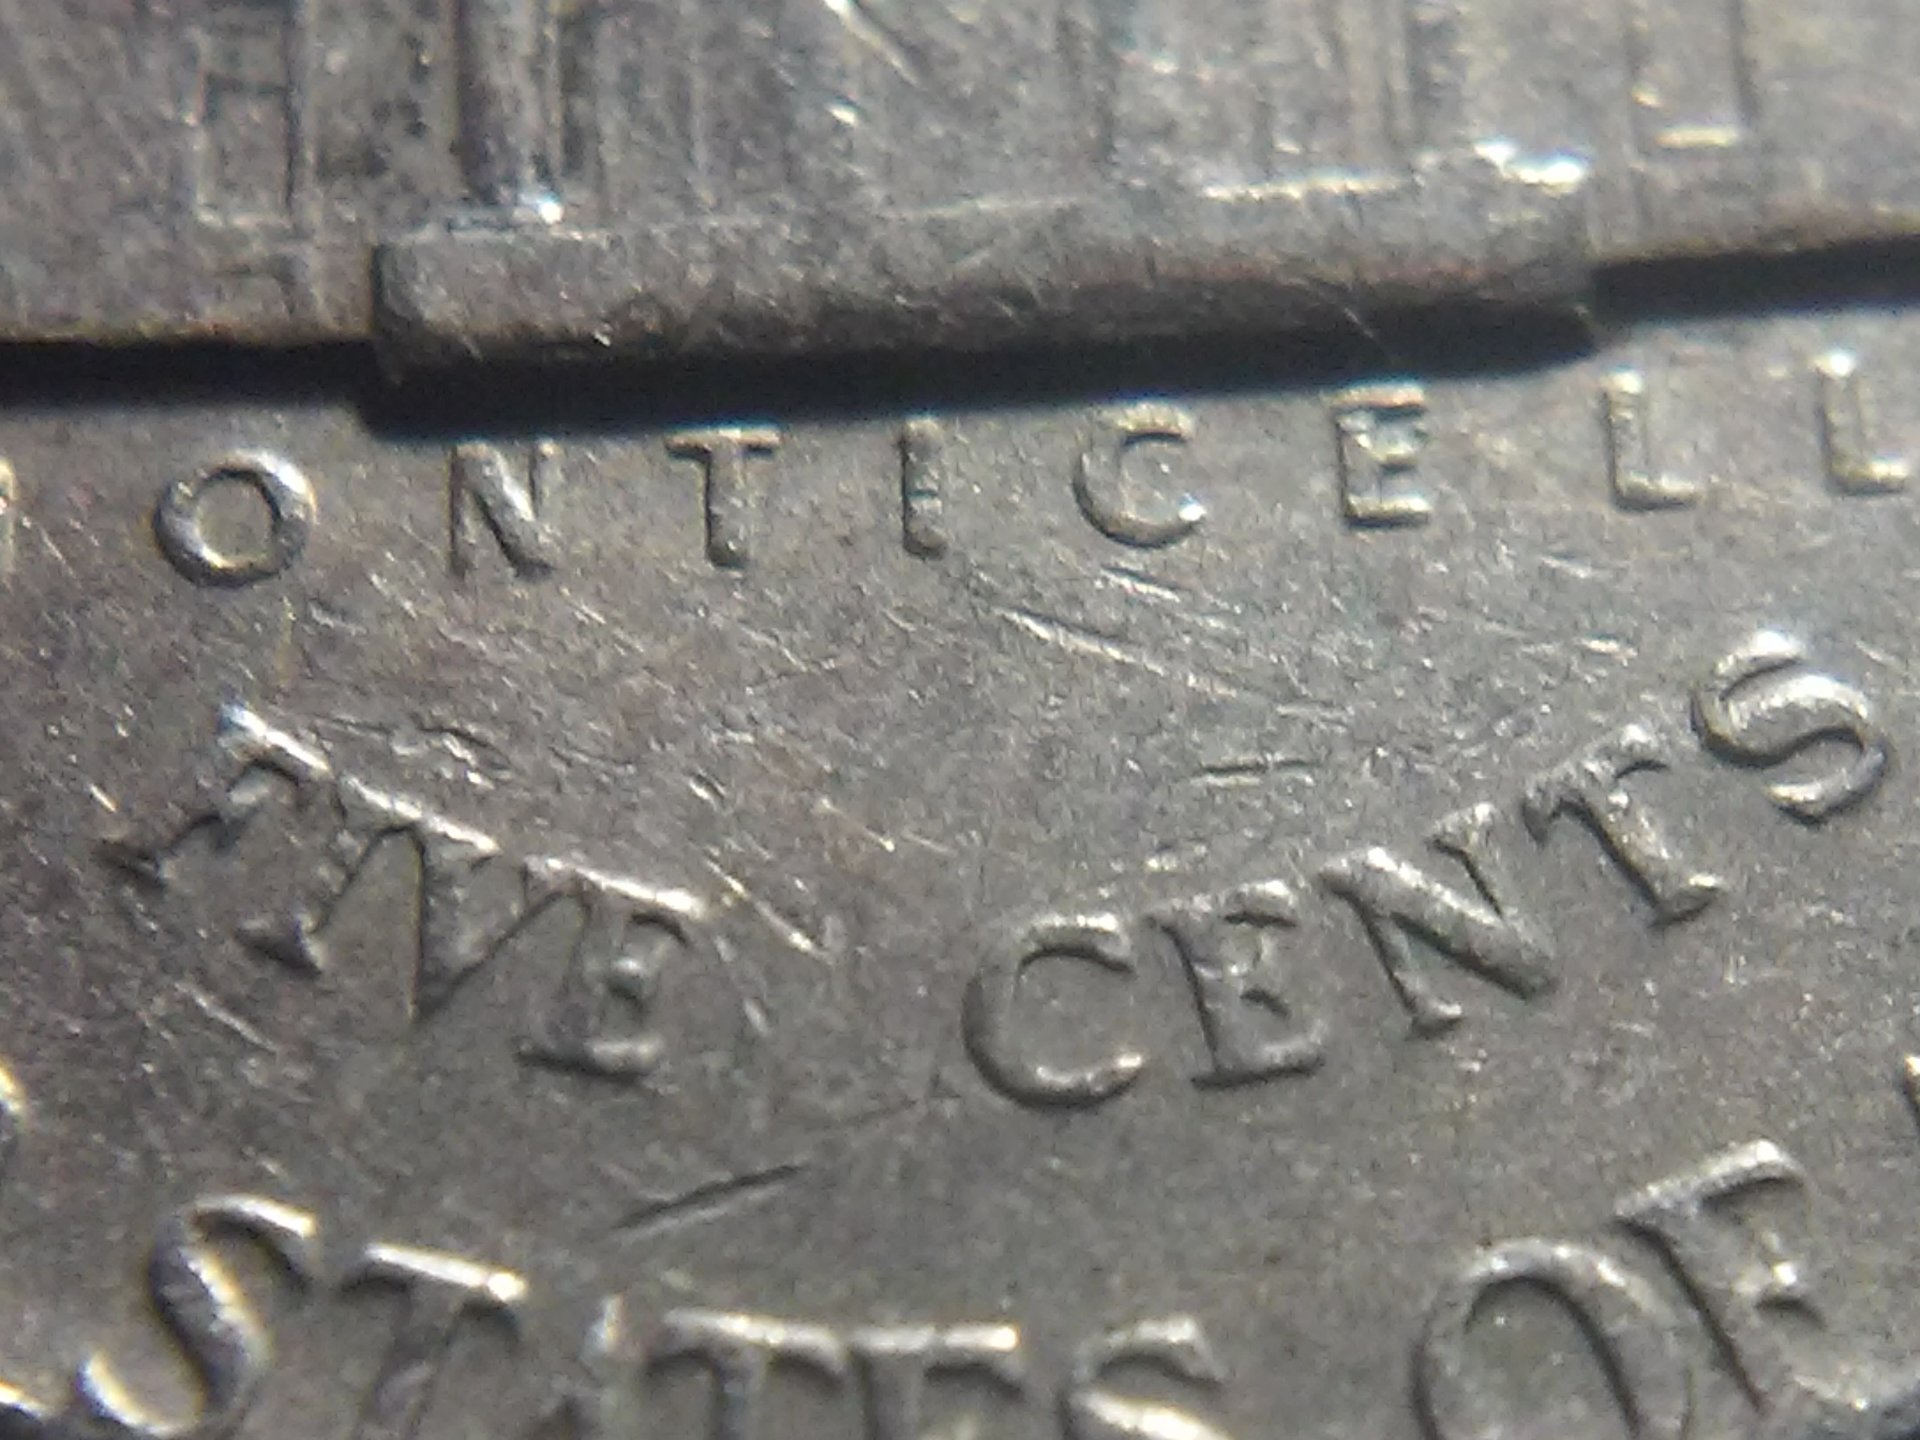 ONTICELL
FIVE CENTS
STATES OF